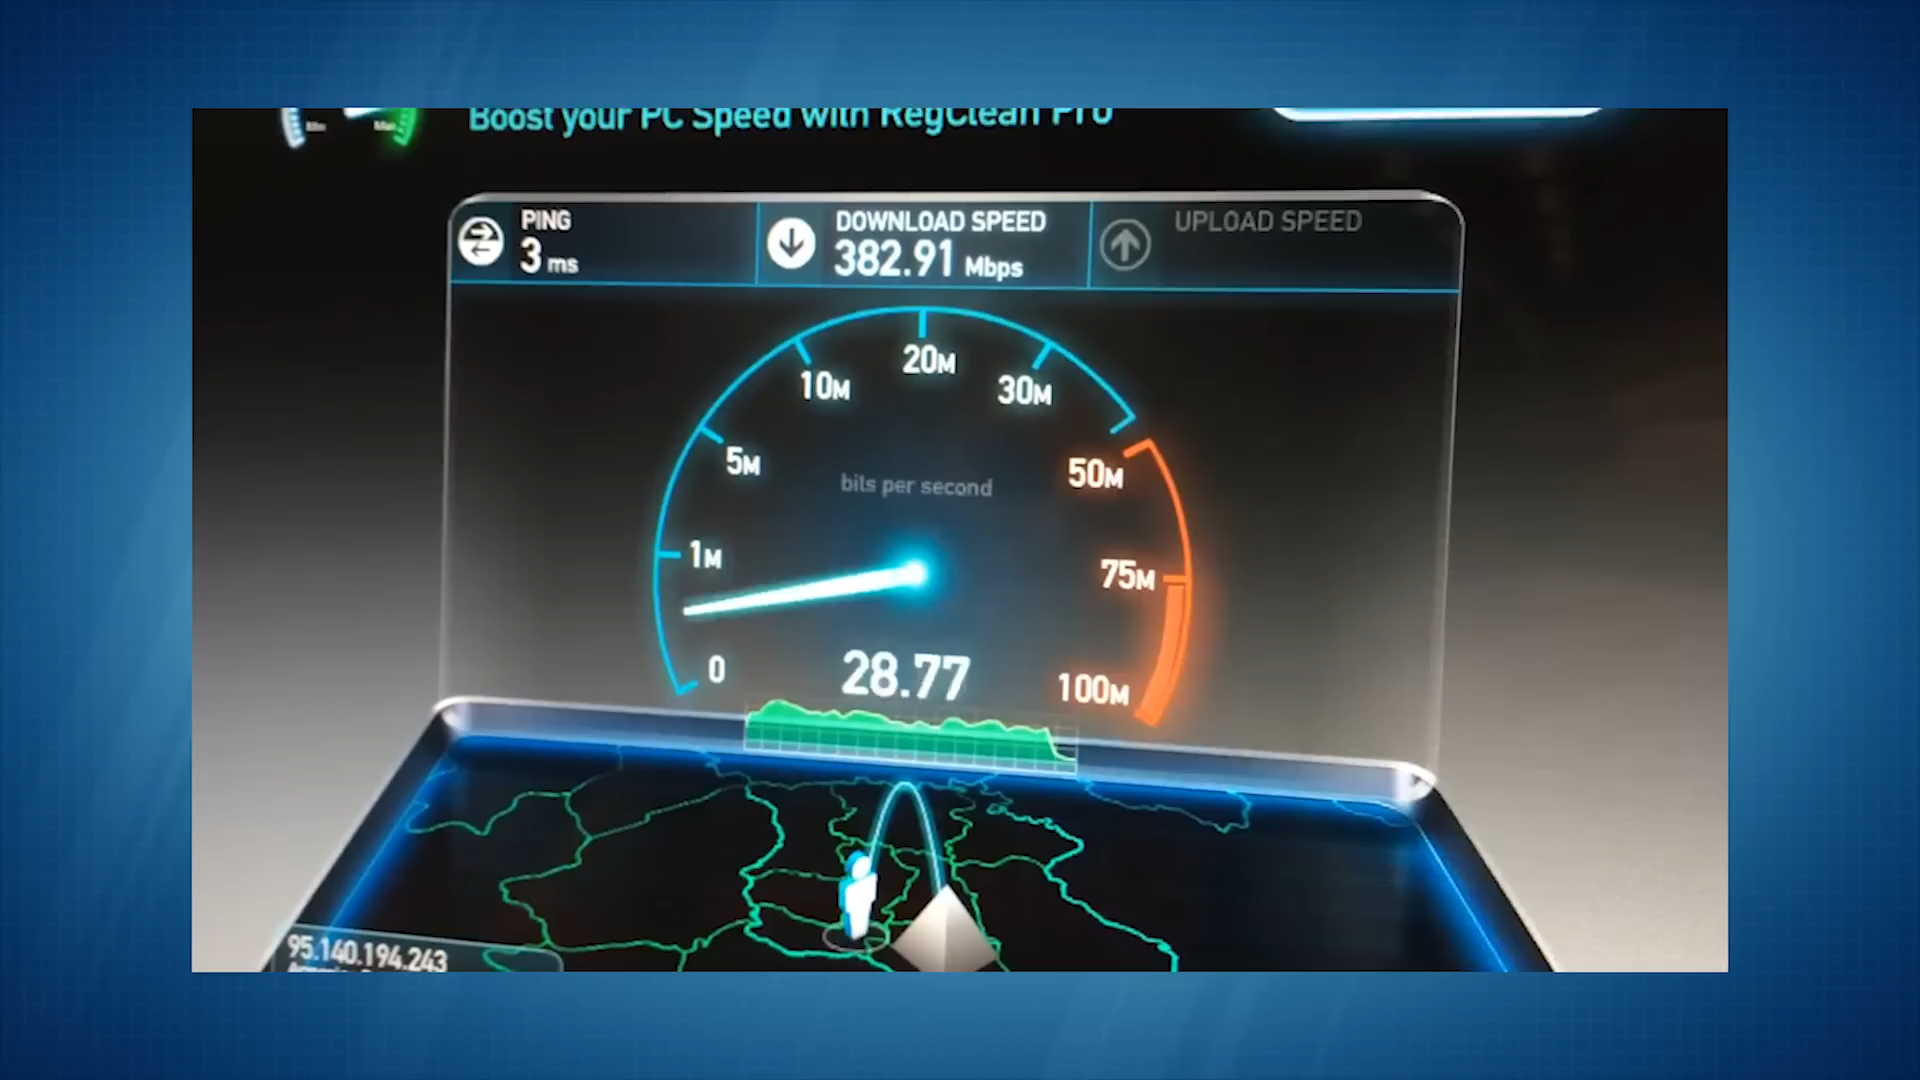 Boost your PC Speed with RegClean Pro
PING
3 ms
DOWNLOAD SPEED
382.91 Mbps
UPLOAD SPEED
20M
10M
30M
5M
50M
bits per second
1M
75M
0
28.77
100M
95.140.194.243